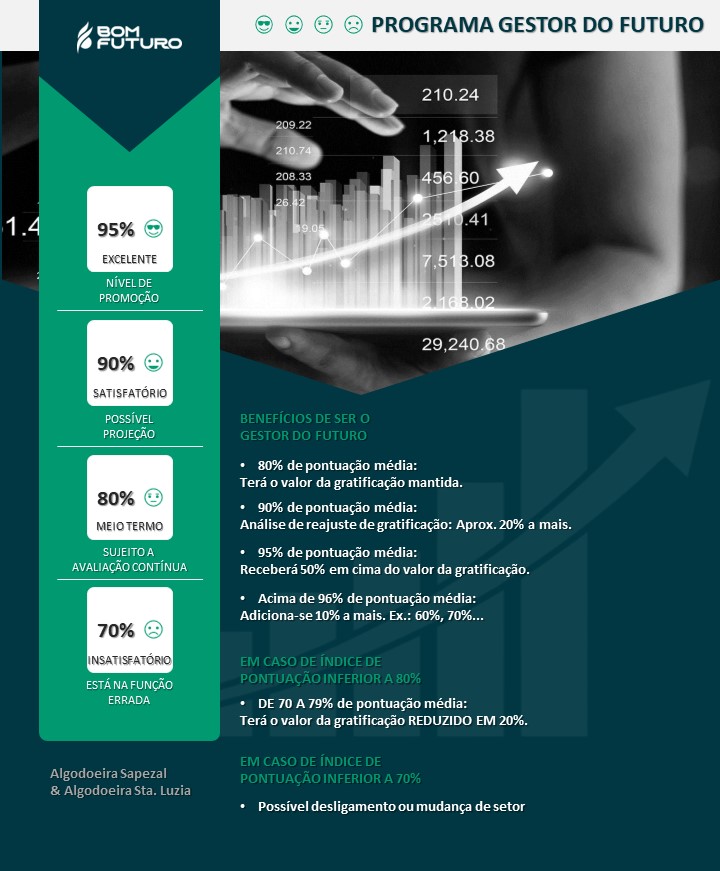 BOM
FUTURO
PROGRAMA GESTOR DO FUTURO
210.24
209.22
1,218.38
210.74
208.33
456.60
26.42
2510.41
19.05
7,513.08
2,168.02
29,240.68
95%
EXCELENTE
NÍVEL DE
PROMOÇÃO
90%
SATISFATÓRIO
POSSÍVEL
PROJEÇÃO
80%
MEIO TERMO
SUJEITO A
AVALIAÇÃO CONTÍNUA
70%
INSATISFATÓRIO
ESTÁ NA FUNÇÃO
ERRADA
Algodoeira Sapezal
& Algodoeira Sta. Luzia
BENEFÍCIOS DE SER O
GESTOR DO FUTURO
• 80% de pontuação média:
Terá o valor da gratificação mantida.
• 90% de pontuação média:
Análise de reajuste de gratificação: Aprox. 20% a mais.
• 95% de pontuação média:
Receberá 50% em cima do valor da gratificação.
• Acima de 96% de pontuação média:
Adiciona-se 10% a mais. Ex.: 60%, 70%...
EM CASO DE ÍNDICE DE
PONTUAÇÃO INFERIOR A 80%
• DE 70 A 79% de pontuação média:
Terá o valor da gratificação REDUZIDO EM 20%.
EM CASO DE ÍNDICE DE
PONTUAÇÃO INFERIOR A 70%
• Possível desligamento ou mudança de setor